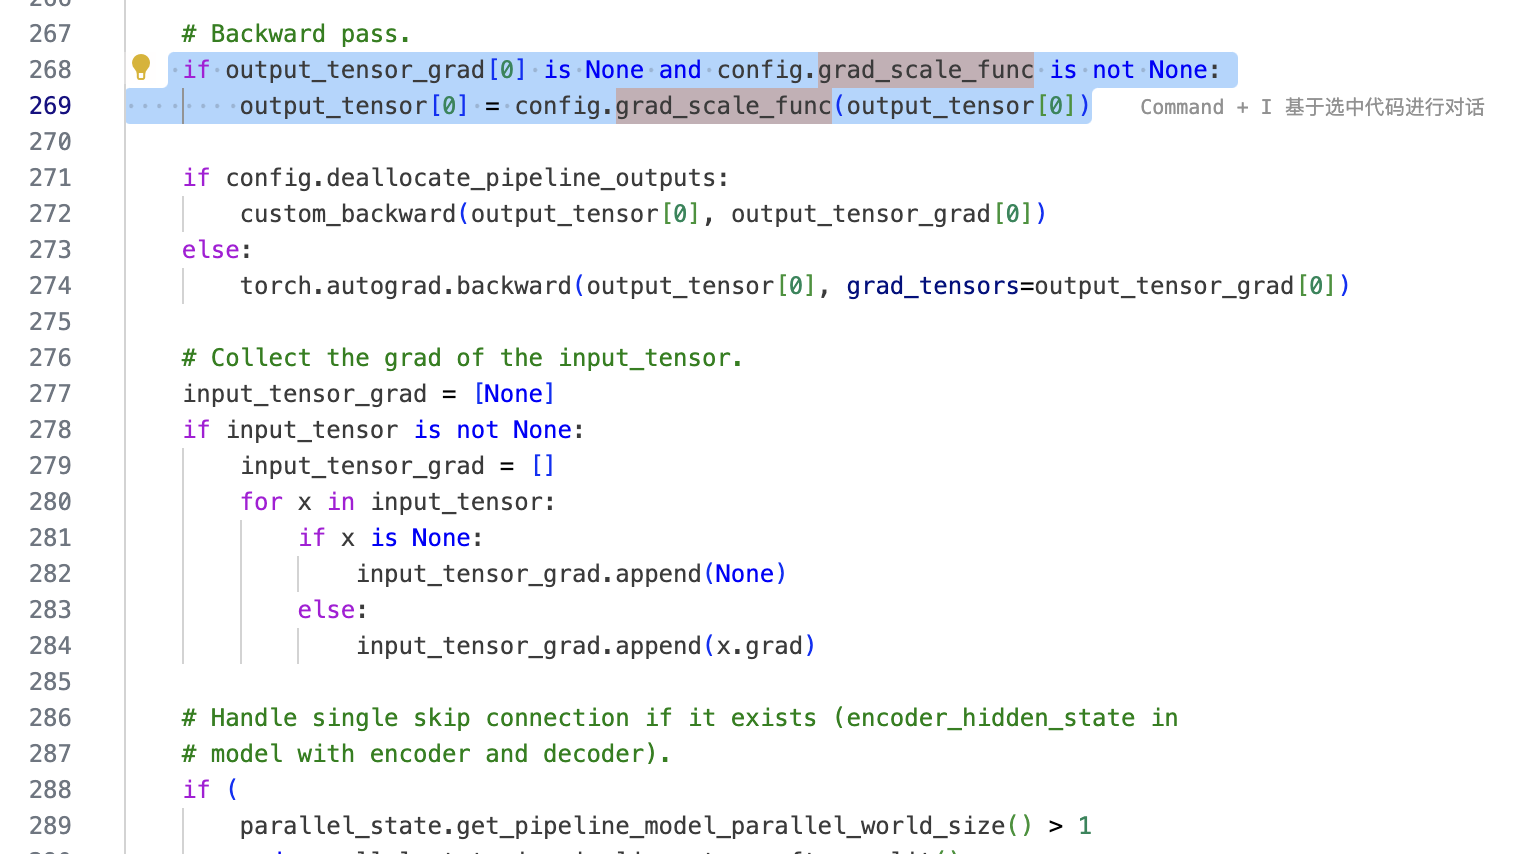 267 # Backward pass.
268 if output_tensor_grad[0] is None and config.grad_scale_func is not None:
269 output_tensor[0] = config.grad_scale_func(output_tensor[0]) Command + I 基于选中代码进行对话
270
271 if config.deallocate_pipeline_outputs:
272 custom_backward(output_tensor[0], output_tensor_grad[0])
273 else:
274 torch.autograd.backward(output_tensor[0], grad_tensors=output_tensor_grad[0])
275
276 # Collect the grad of the input_tensor.
277 input_tensor_grad = [None]
278 if input_tensor is not None:
279 input_tensor_grad = []
280 for x in input_tensor:
281 if x is None:
282 input_tensor_grad.append(None)
283 else:
284 input_tensor_grad.append(x.grad)
285
286 # Handle single skip connection if it exists (encoder_hidden_state in
287 # model with encoder and decoder).
288 if (
289 parallel_state.get_pipeline_model_parallel_world_size() > 1